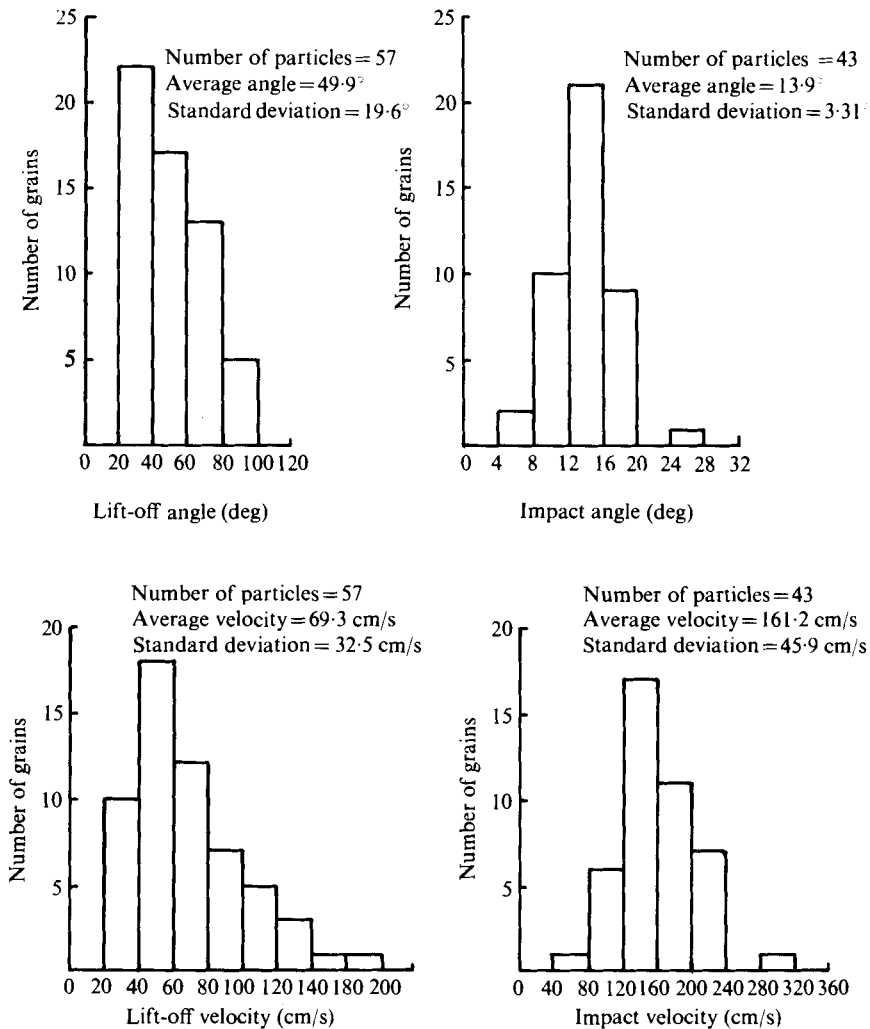 25
20
15
10
5
Number of grains
Number of particles = 57
Average angle = 49·9°
Standard deviation = 19·6°
0 20 40 60 80 100 120
Lift-off angle (deg)
25
20
15
10
5
Number of grains
Number of particles = 43
Average angle = 13·9°
Standard deviation = 3·31°
0 4 8 12 16 20 24 28 32
Impact angle (deg)
Number of particles = 57
Average velocity = 69·3 cm/s
Standard deviation = 32·5 cm/s
20
15
10
5
Number of grains
0 20 40 60 80 100 120 140 180 200
Lift-off velocity (cm/s)
Number of particles = 43
Average velocity = 161·2 cm/s
Standard deviation = 45·9 cm/s
20
15
10
5
Number of grains
0 40 80 120 160 200 240 280 320 360
Impact velocity (cm/s)